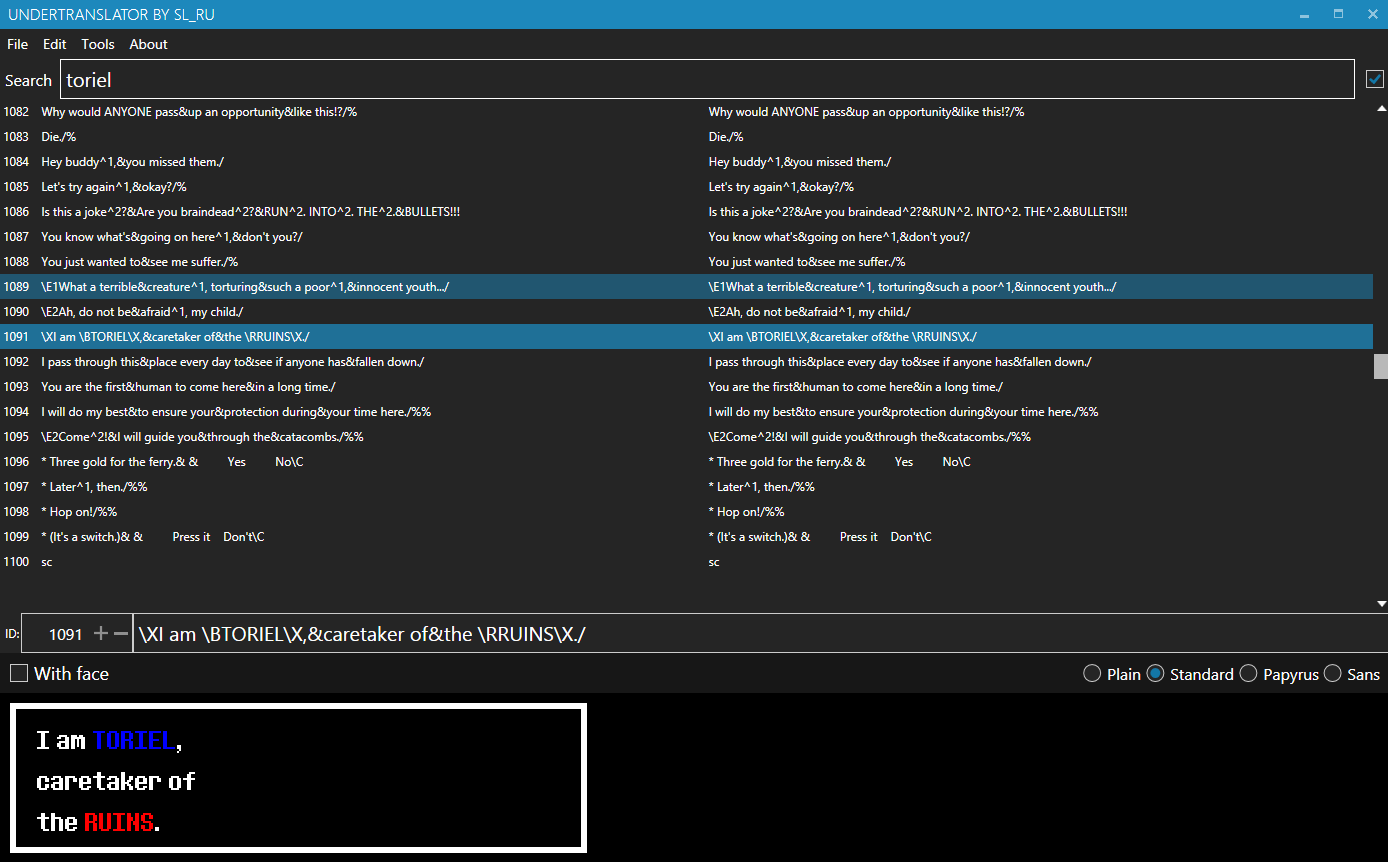 UNDERTRANSLATOR BY SL_RU
File Edit Tools About
Search toriel
1082 Why would ANYONE pass&up an opportunity&like this!?/% Why would ANYONE pass&up an opportunity&like this!?/%
1083 Die./% Die./%
1084 Hey buddy^1,&you missed them./ Hey buddy^1,&you missed them./
1085 Let's try again^1,&okay?/% Let's try again^1,&okay?/%
1086 Is this a joke^2?&Are you braindead^2?&RUN^2. INTO^2. THE^2.&BULLETS!!! Is this a joke^2?&Are you braindead^2?&RUN^2. INTO^2. THE^2.&BULLETS!!!
1087 You know what's&going on here^1,&don't you?/ You know what's&going on here^1,&don't you?/
1088 You just wanted to&see me suffer./% You just wanted to&see me suffer./%
1089 \E1What a terrible&creature^1, torturing&such a poor^1,&innocent youth.../ \E1What a terrible&creature^1, torturing&such a poor^1,&innocent youth.../
1090 \E2Ah, do not be&afraid^1, my child./ \E2Ah, do not be&afraid^1, my child./
1091 \XI am \BTORIEL\X,&caretaker of&the \RRUINS\X./ \XI am \BTORIEL\X,&caretaker of&the \RRUINS\X./
1092 I pass through this&place every day to&see if anyone has&fallen down./ I pass through this&place every day to&see if anyone has&fallen down./
1093 You are the first&human to come here&in a long time./ You are the first&human to come here&in a long time./
1094 I will do my best&to ensure your&protection during&your time here./%% I will do my best&to ensure your&protection during&your time here./%%
1095 \E2Come^2!&I will guide you&through the&catacombs./%% \E2Come^2!&I will guide you&through the&catacombs./%%
1096 * Three gold for the ferry.& & Yes No\C * Three gold for the ferry.& & Yes No\C
1097 * Later^1, then./%% * Later^1, then./%%
1098 * Hop on!/%% * Hop on!/%%
1099 * (It's a switch.)& & Press it Don't\C * (It's a switch.)& & Press it Don't\C
1100 sc sc
ID: 1091 \XI am \BTORIEL\X,&caretaker of&the \RRUINS\X./
With face Plain Standard Papyrus Sans
I am TORIEL,
caretaker of
the RUINS.